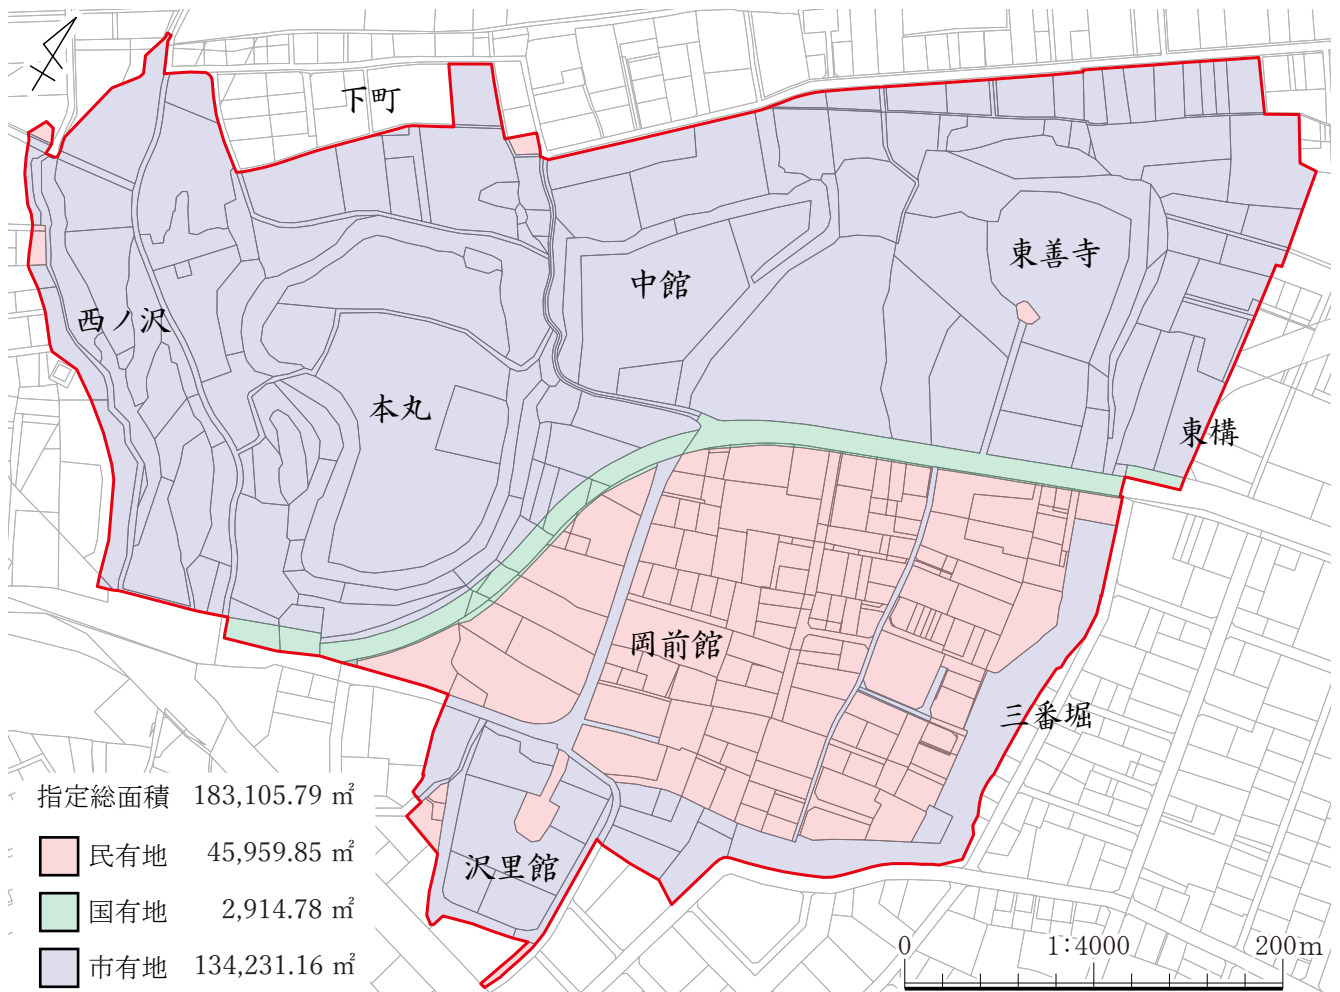 下町
東善寺
中館
西ノ沢
本丸
東構
岡前館
三番堀
沢里館
指定総面積 183,105.79 ㎡
民有地 45,959.85 ㎡
国有地 2,914.78 ㎡
市有地 134,231.16 ㎡
0 1:4000 200m